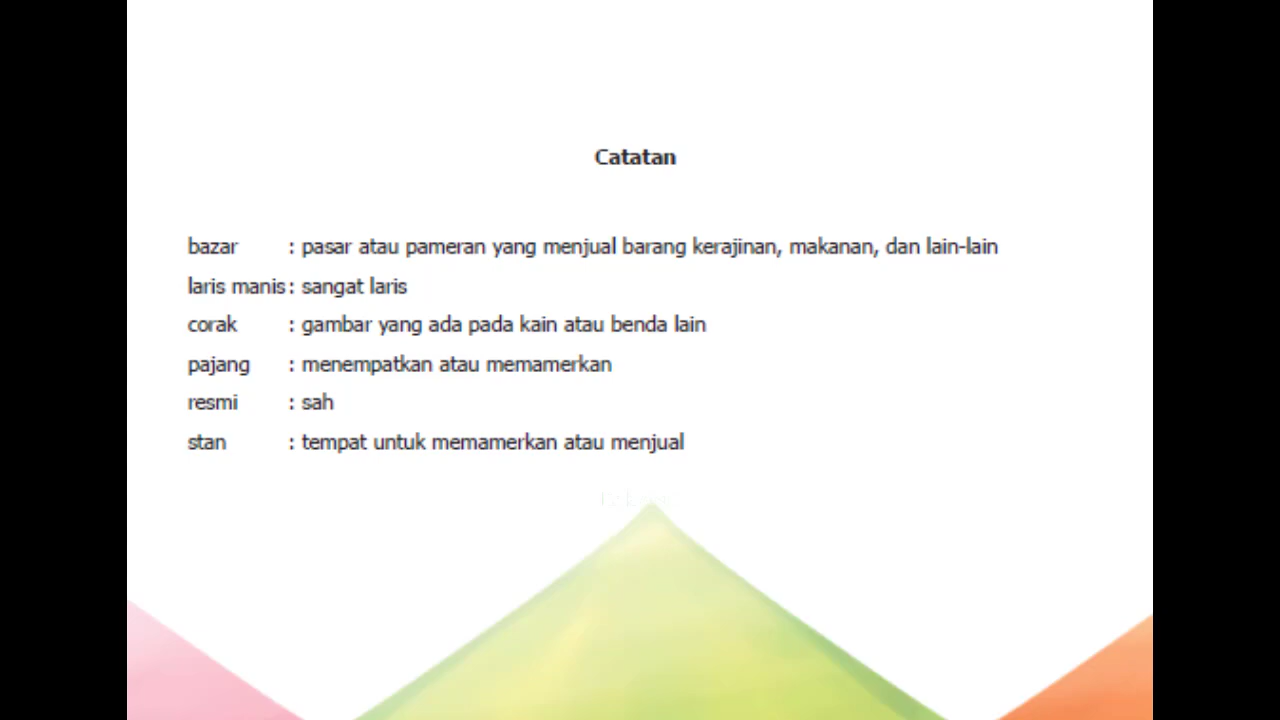 Catatan
bazar : pasar atau pameran yang menjual barang kerajinan, makanan, dan lain-lain
laris manis : sangat laris
corak : gambar yang ada pada kain atau benda lain
pajang : menempatkan atau memamerkan
resmi : sah
stan : tempat untuk memamerkan atau menjual